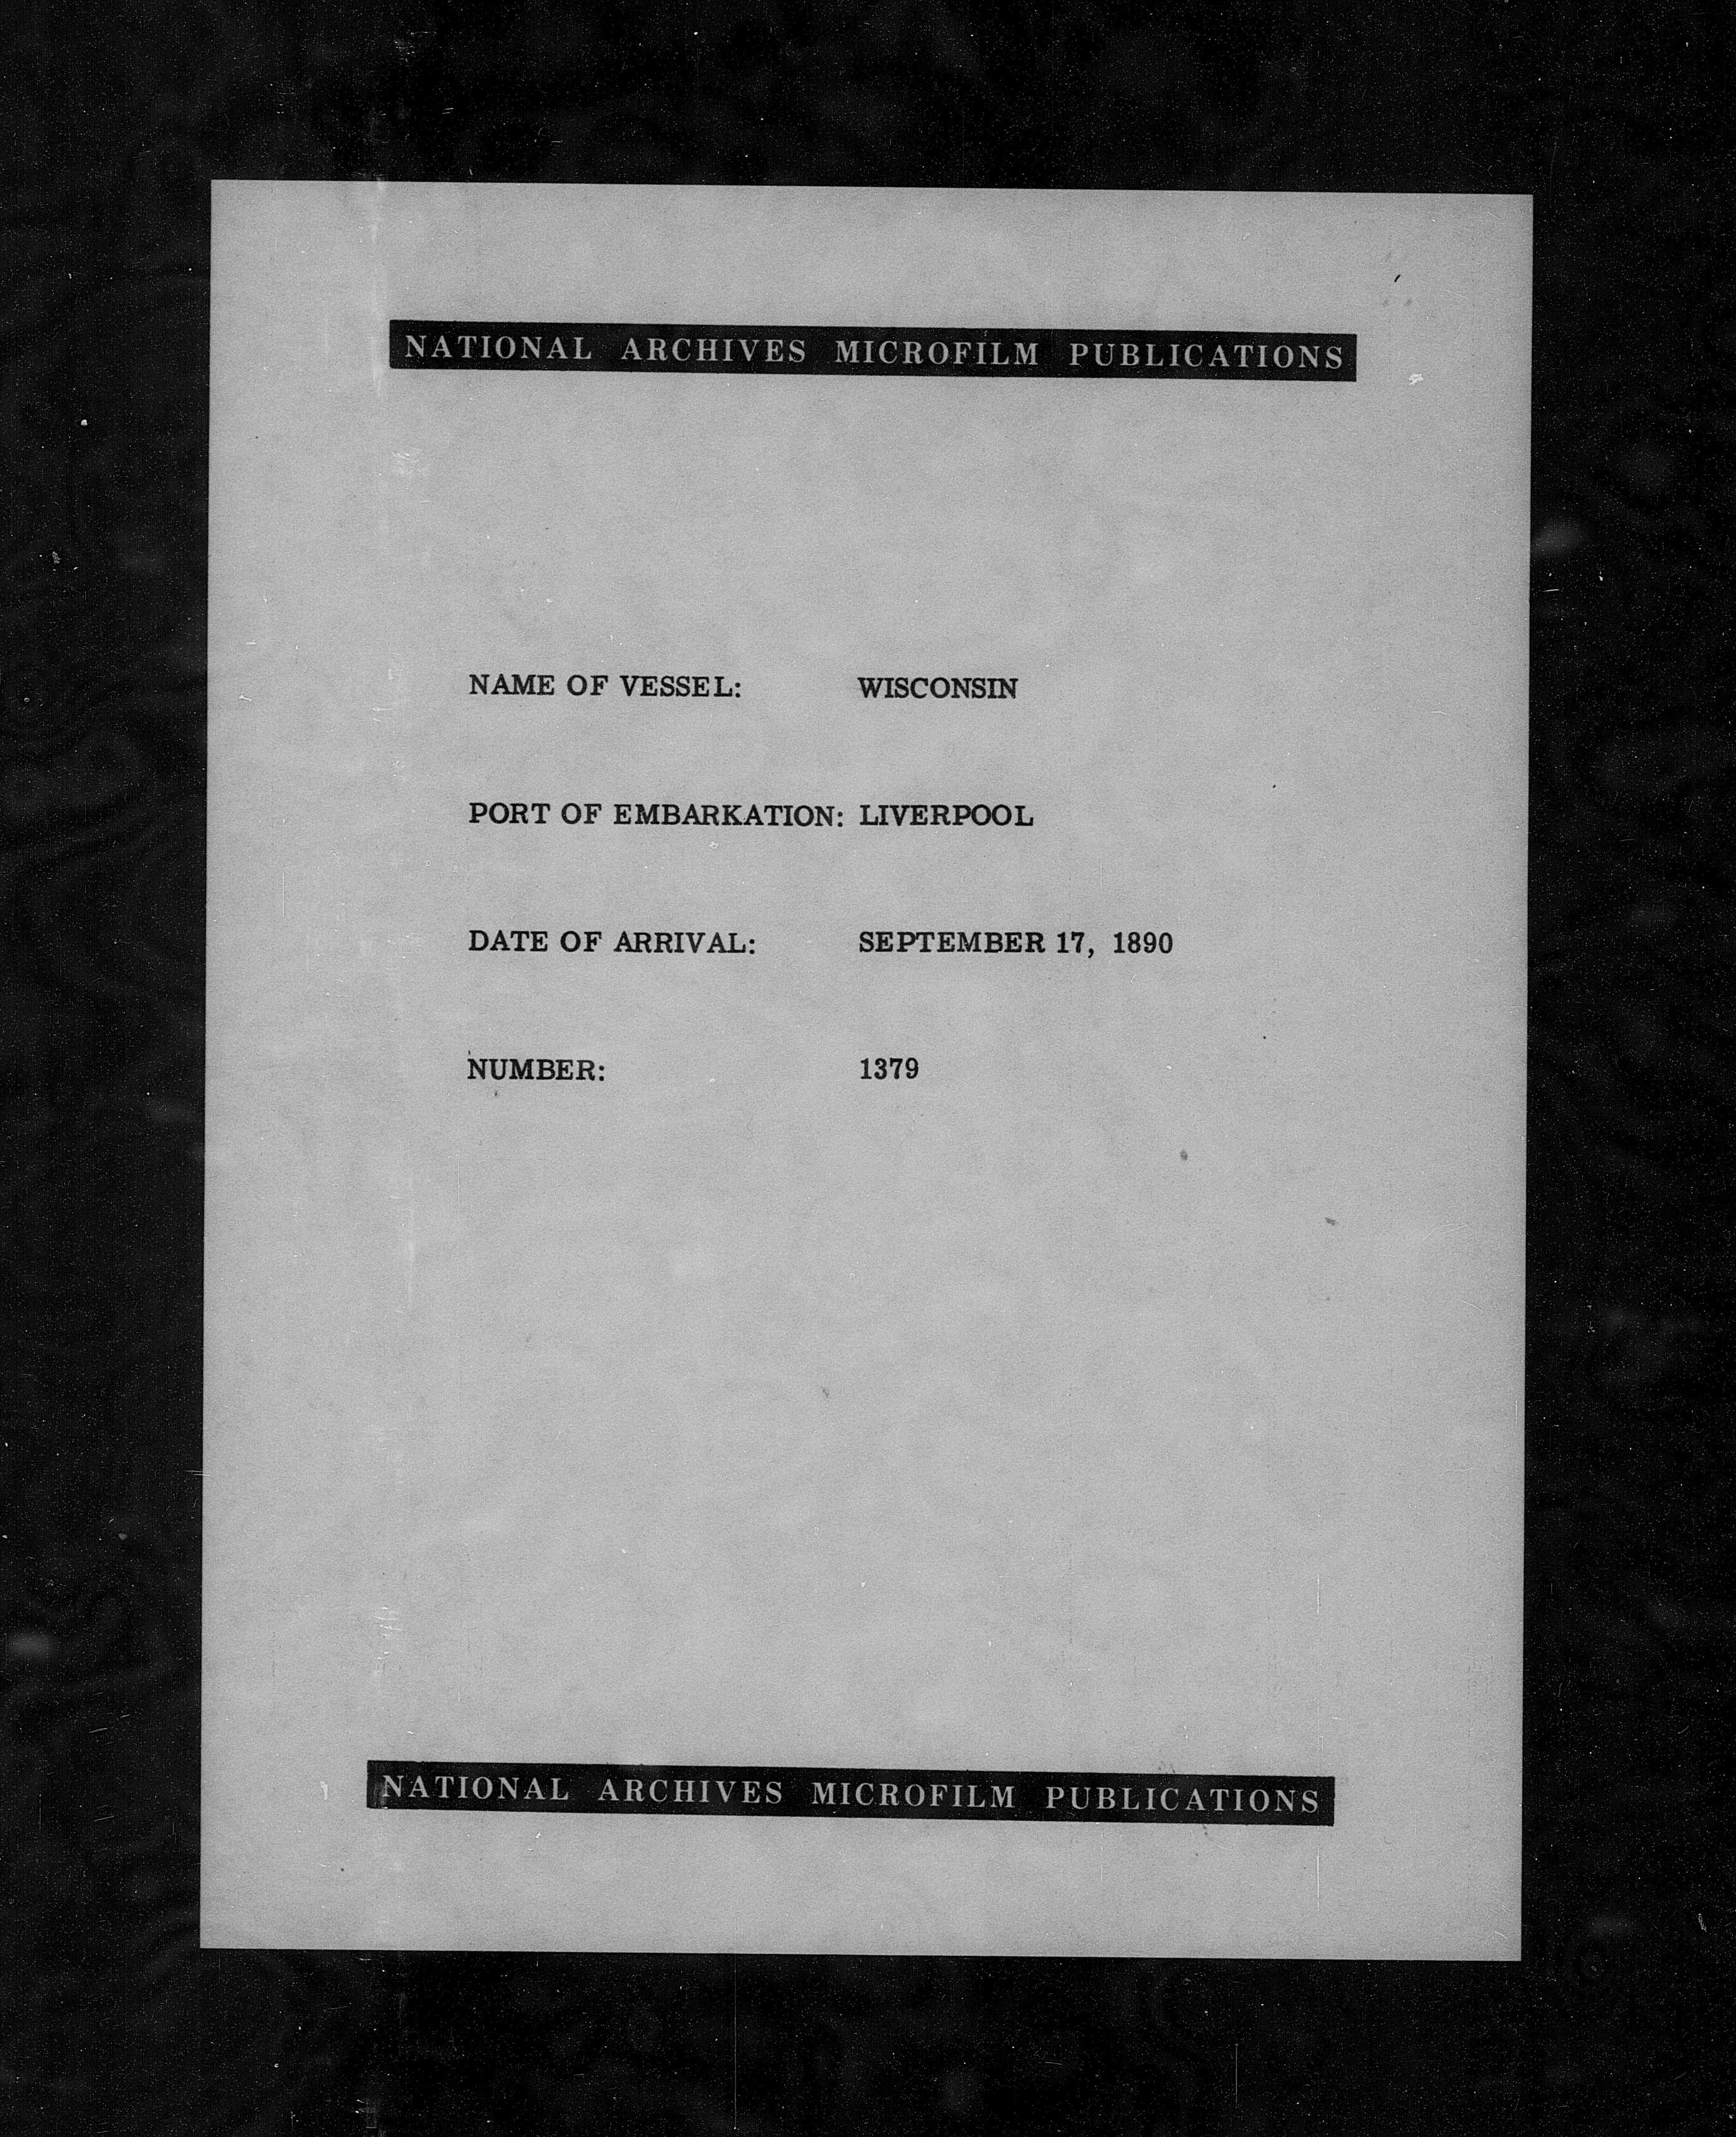 NATIONAL ARCHIVES MICROFILM PUBLICATIONS
NAME OF VESSEL: WISCONSIN
PORT OF EMBARKATION: LIVERPOOL
DATE OF ARRIVAL: SEPTEMBER 17, 1890
NUMBER: 1379
NATIONAL ARCHIVES MICROFILM PUBLICATIONS